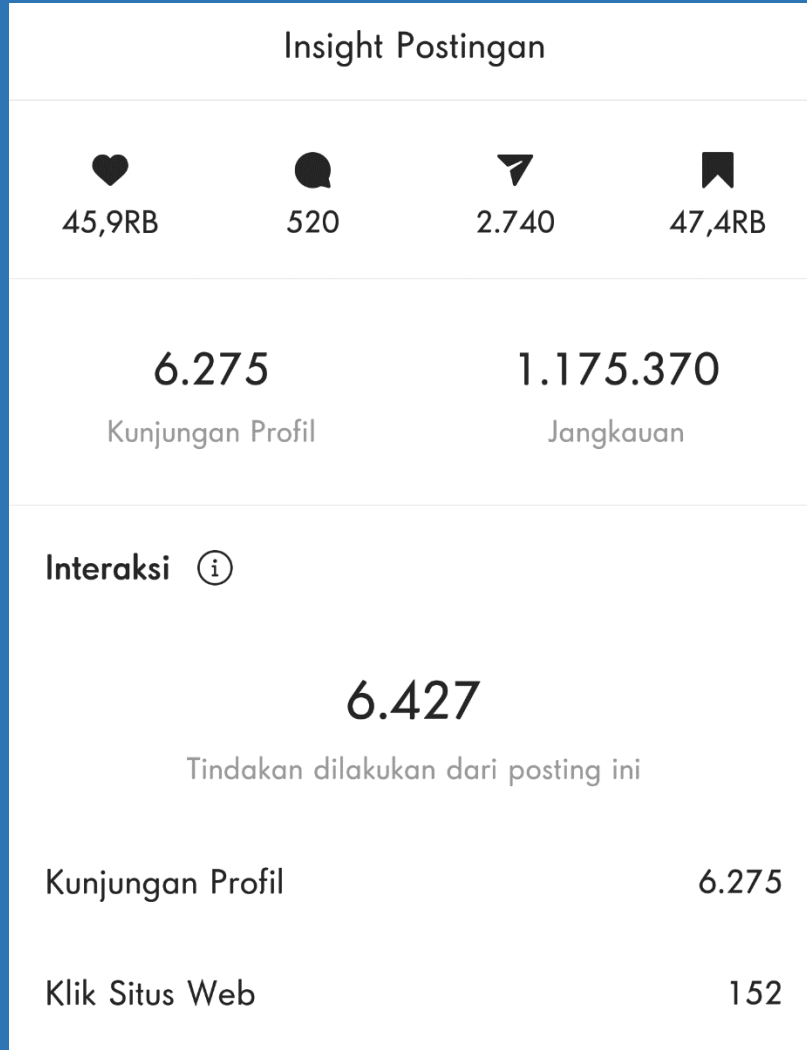 Insight Postingan
45,9RB 520 2.740 47,4RB
6.275 1.175.370
Kunjungan Profil Jangkauan
Interaksi i
6.427
Tindakan dilakukan dari posting ini
Kunjungan Profil 6.275
Klik Situs Web 152